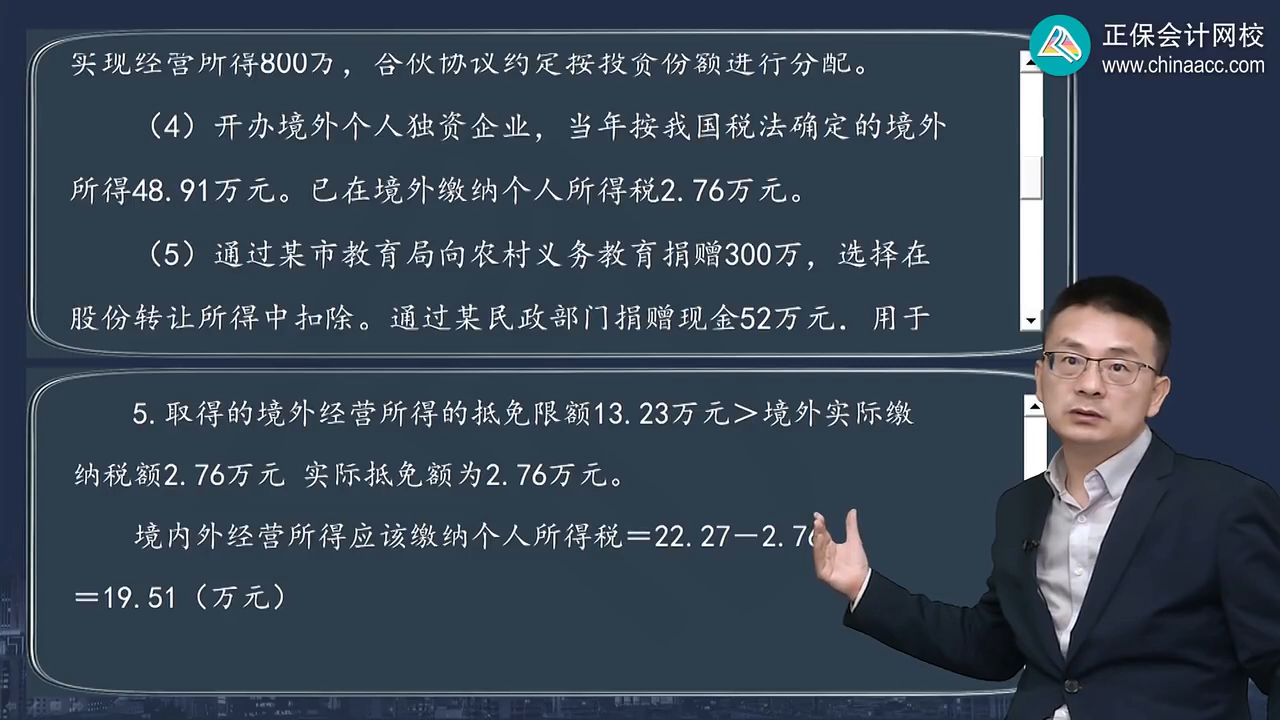 正保会计网校
www.chinaacc.com
实现经营所得800万，合伙协议约定按投资份额进行分配。
（4）开办境外个人独资企业，当年按我国税法确定的境外
所得48.91万元。已在境外缴纳个人所得税2.76万元。
（5）通过某市教育局向农村义务教育捐赠300万，选择在
股份转让所得中扣除。通过某民政部门捐赠现金52万元．用于
5.取得的境外经营所得的抵免限额13.23万元＞境外实际缴
纳税额2.76万元 实际抵免额为2.76万元。
境内外经营所得应该缴纳个人所得税＝22.27－2.76
＝19.51（万元）